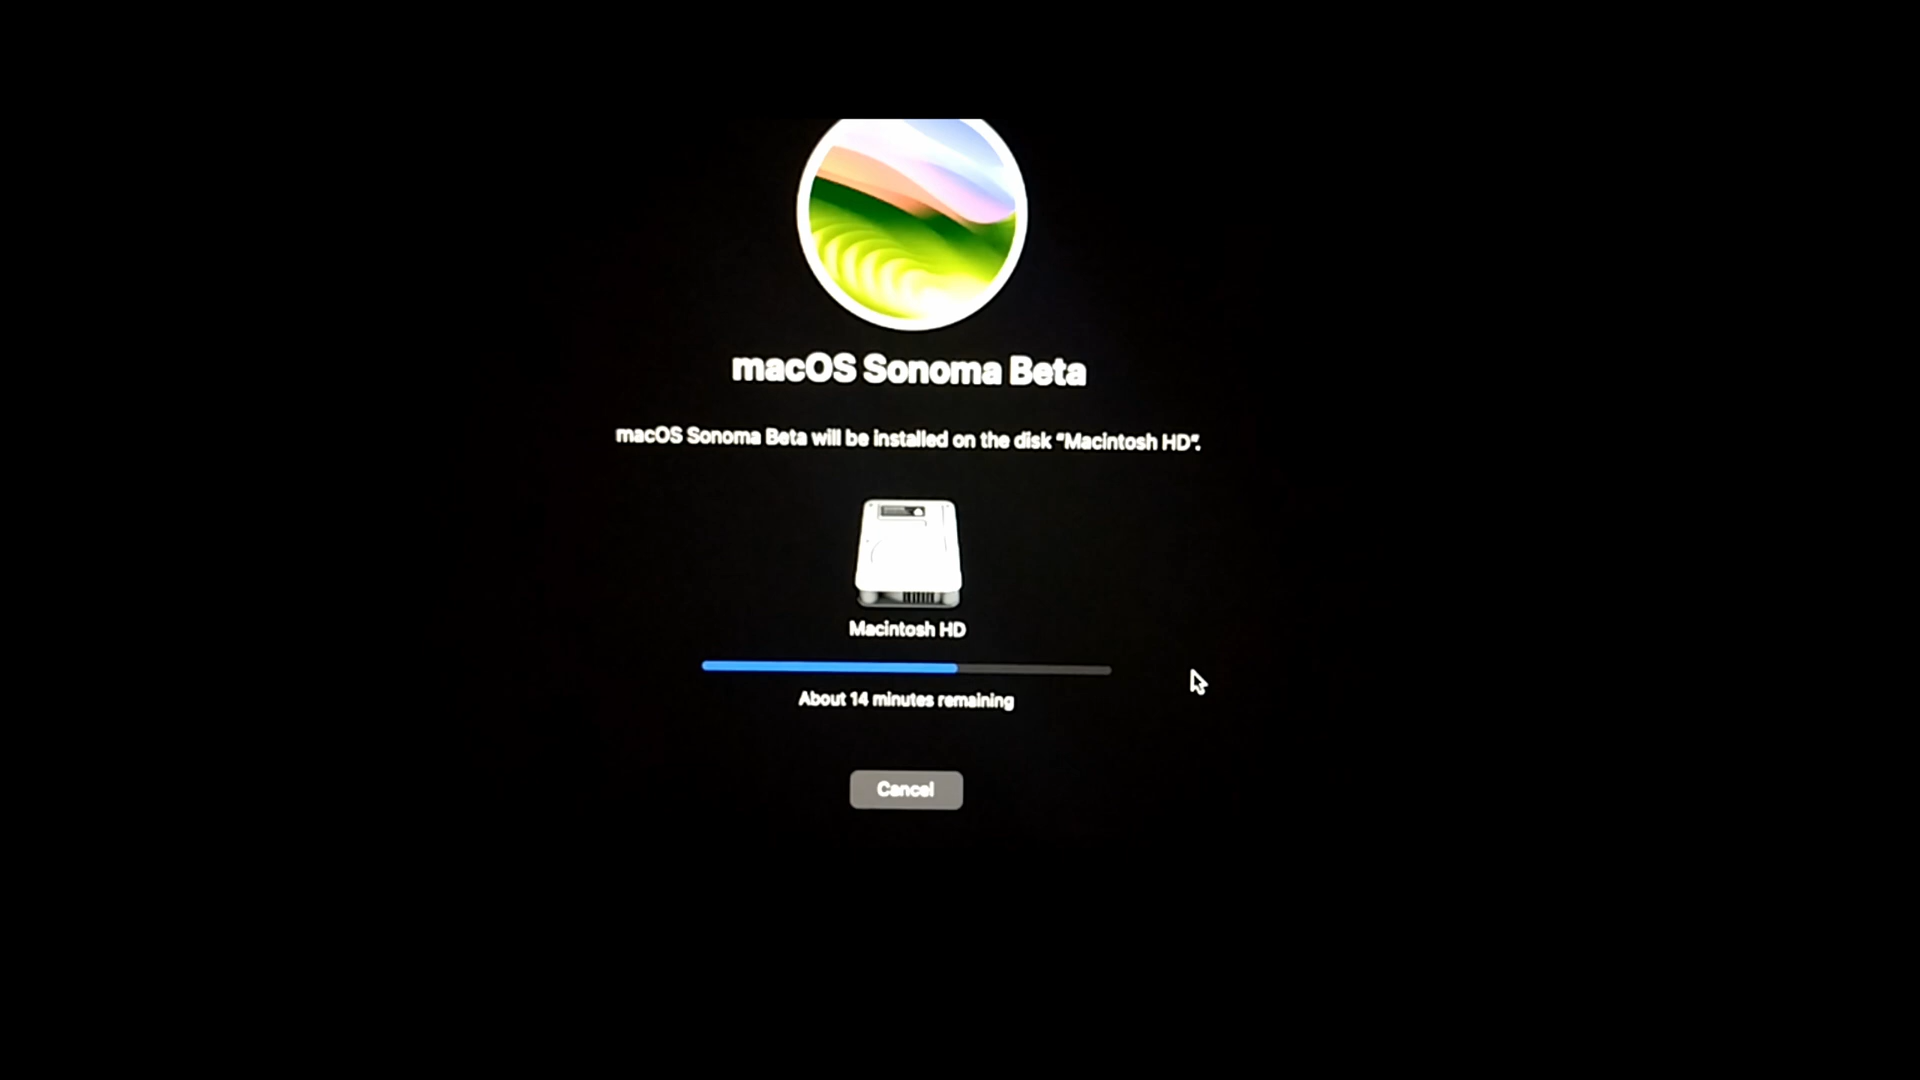 macOS Sonoma Beta
macOS Sonoma Beta will be installed on the disk “Macintosh HD”.
Macintosh HD
About 14 minutes remaining
Cancel